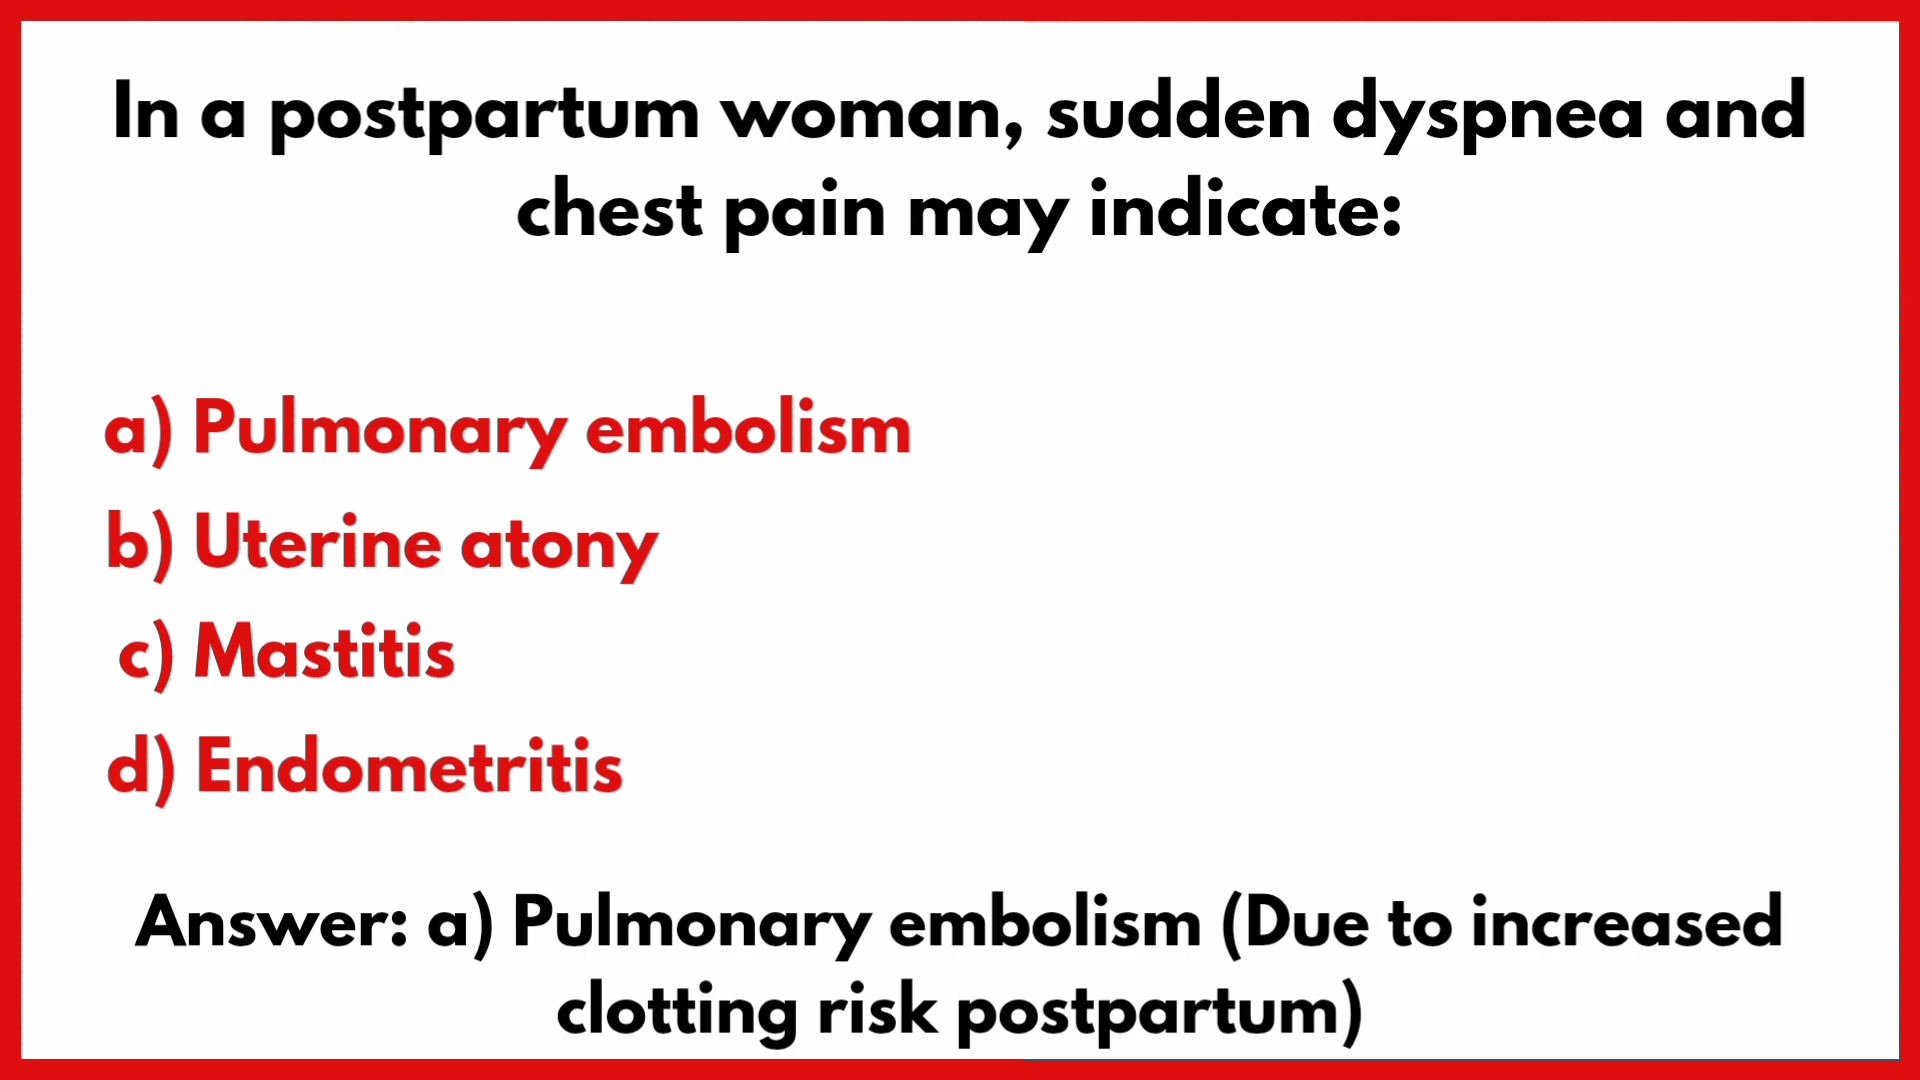 In a postpartum woman, sudden dyspnea and
chest pain may indicate:
a) Pulmonary embolism
b) Uterine atony
c) Mastitis
d) Endometritis
Answer: a) Pulmonary embolism (Due to increased
clotting risk postpartum)